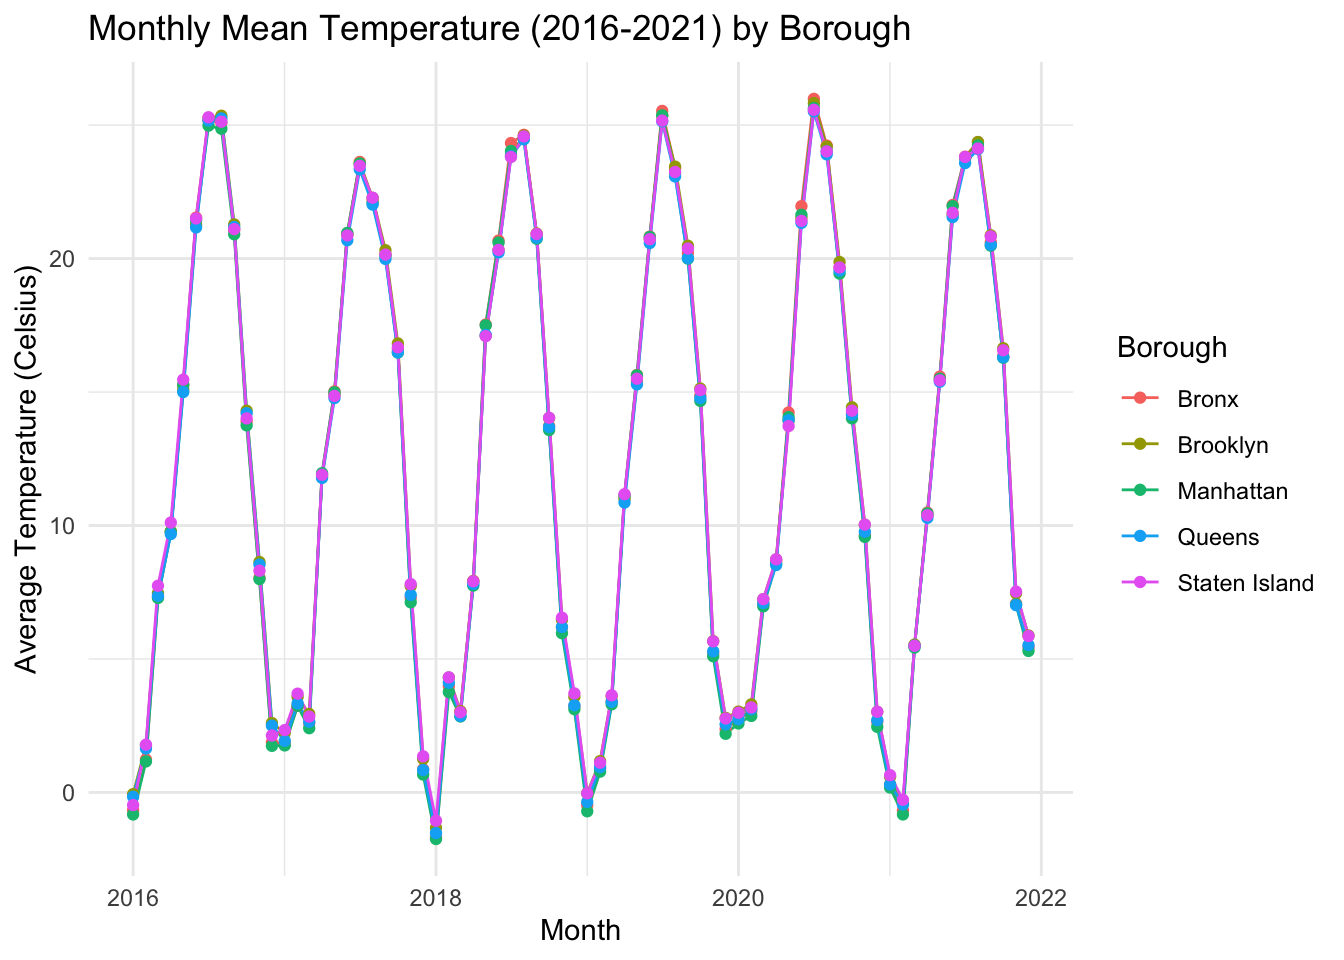 Monthly Mean Temperature (2016-2021) by Borough
Average Temperature (Celsius)
20
10
0
2016
2018
2020
2022
Month
Borough
Bronx
Brooklyn
Manhattan
Queens
Staten Island